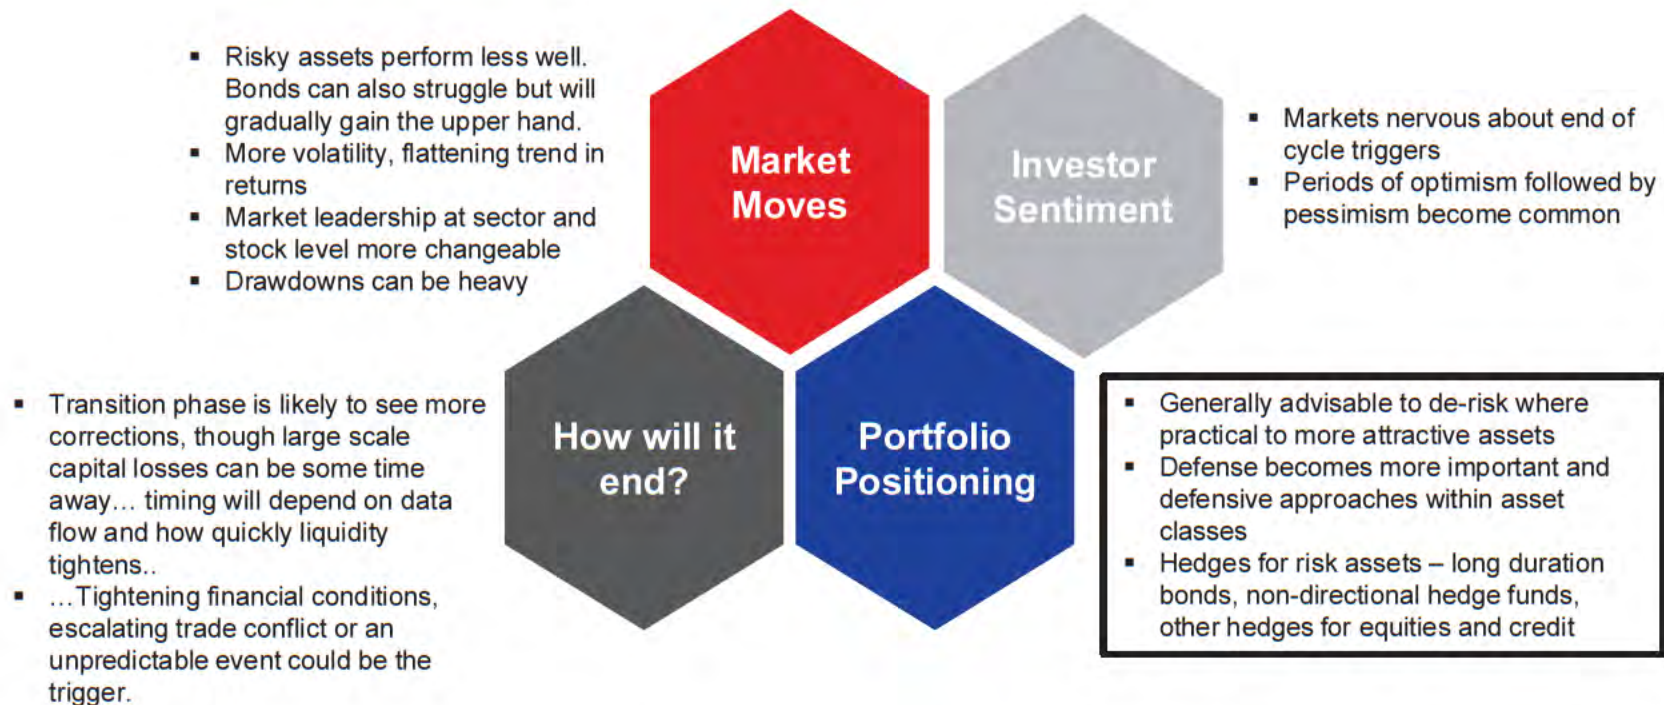 ▪ Risky assets perform less well.
Bonds can also struggle but will
gradually gain the upper hand.
▪ More volatility, flattening trend in
returns
▪ Market leadership at sector and
stock level more changeable
▪ Drawdowns can be heavy
Market
Moves
Investor
Sentiment
▪ Markets nervous about end of
cycle triggers
▪ Periods of optimism followed by
pessimism become common
▪ Transition phase is likely to see more
corrections, though large scale
capital losses can be some time
away… timing will depend on data
flow and how quickly liquidity
tightens..
▪ …Tightening financial conditions,
escalating trade conflict or an
unpredictable event could be the
trigger.
How will it
end?
Portfolio
Positioning
▪ Generally advisable to de-risk where
practical to more attractive assets
▪ Defense becomes more important and
defensive approaches within asset
classes
▪ Hedges for risk assets – long duration
bonds, non-directional hedge funds,
other hedges for equities and credit